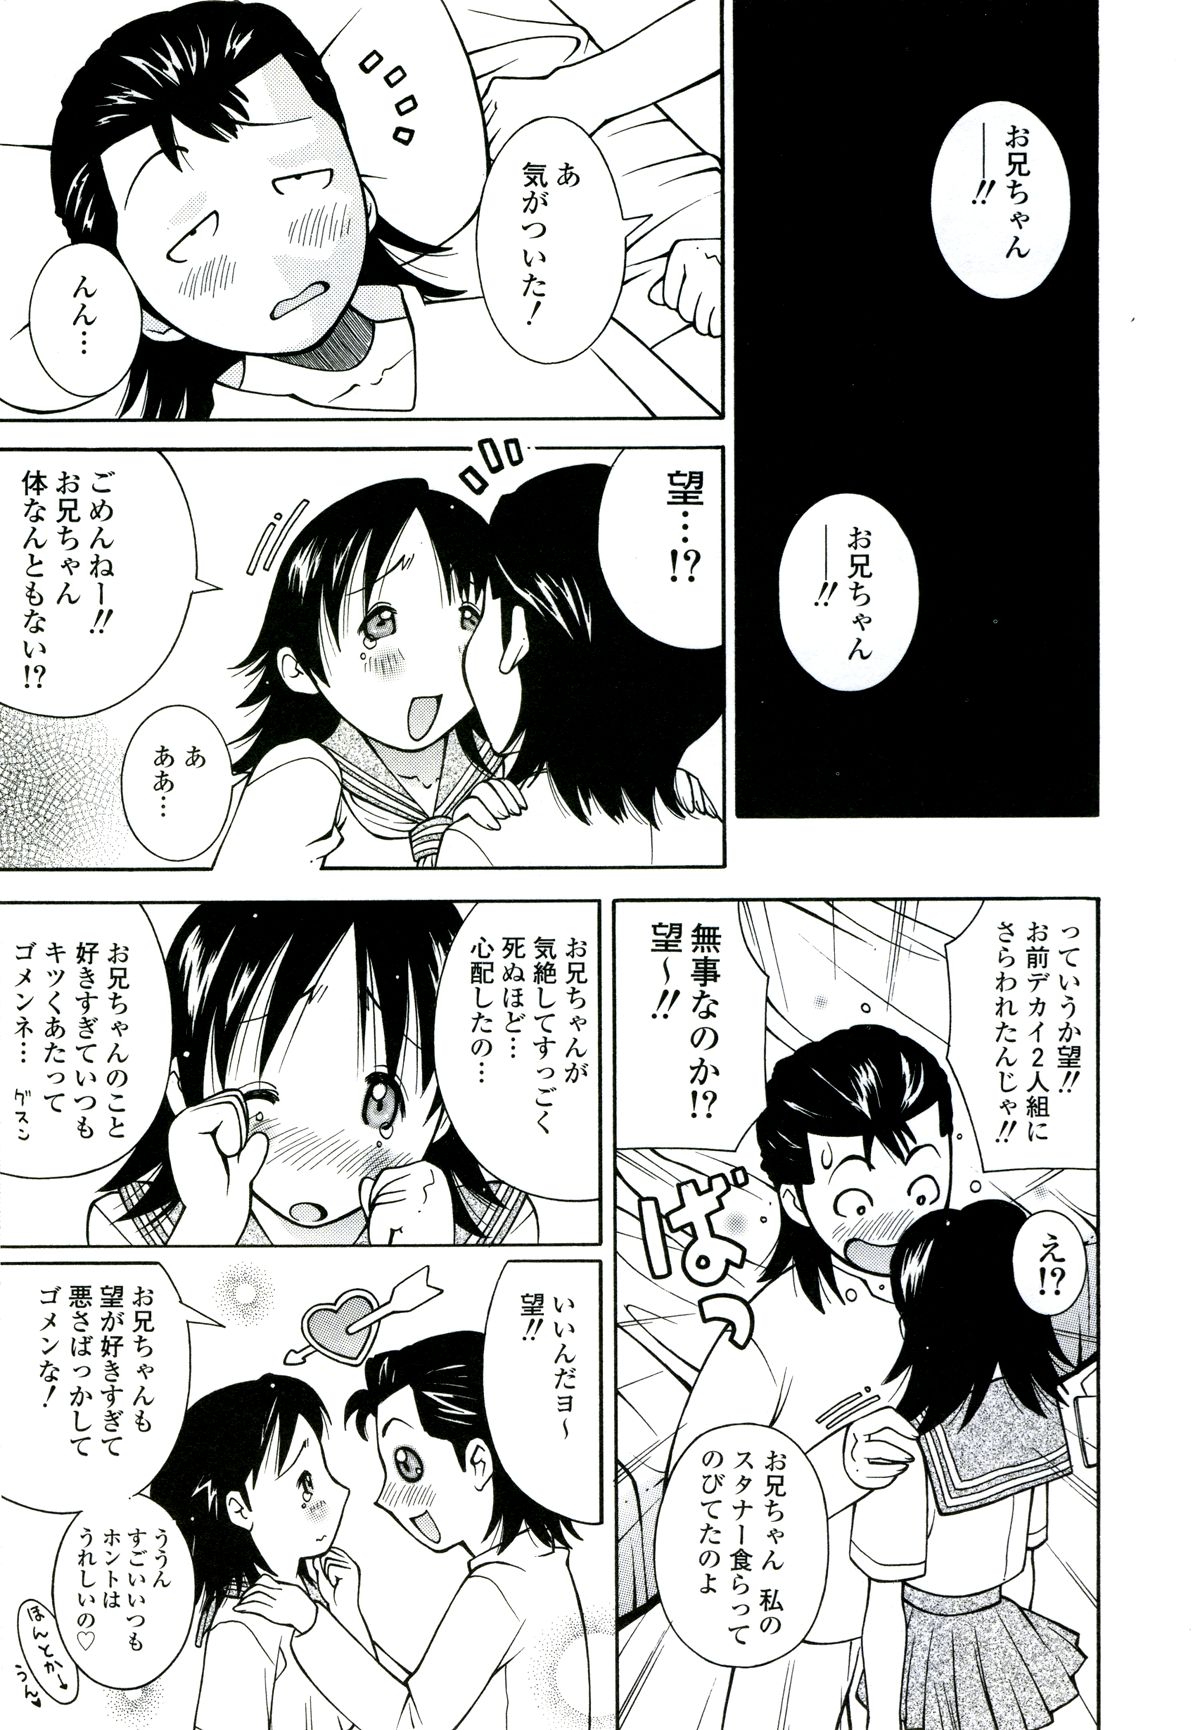 お兄ちゃん
――!!
お兄ちゃん
――!!
あ
気がついた！
んん…
望…!?
ごめんねー!!
お兄ちゃん
体なんともない!?
あ
ああ…
っていうか望!!
お前デカイ2人組に
さらわれたんじゃ!!
無事なのか!?
望～!!
え!?
ばっ
お兄ちゃん 私の
スタナー食らって
のびてたのよ
お兄ちゃんが
気絶してすっごく
死ぬほど…
心配したの…
お兄ちゃんのこと
好きすぎていつも
キツくあたって
ゴメンネ…
グスン
いいんだヨ～
望!!
お兄ちゃんも
望が好きすぎて
悪さばっかして
ゴメンな！
ううん
すごいいつも
ホントは
うれしいの♡
ほんとか～
うん♥